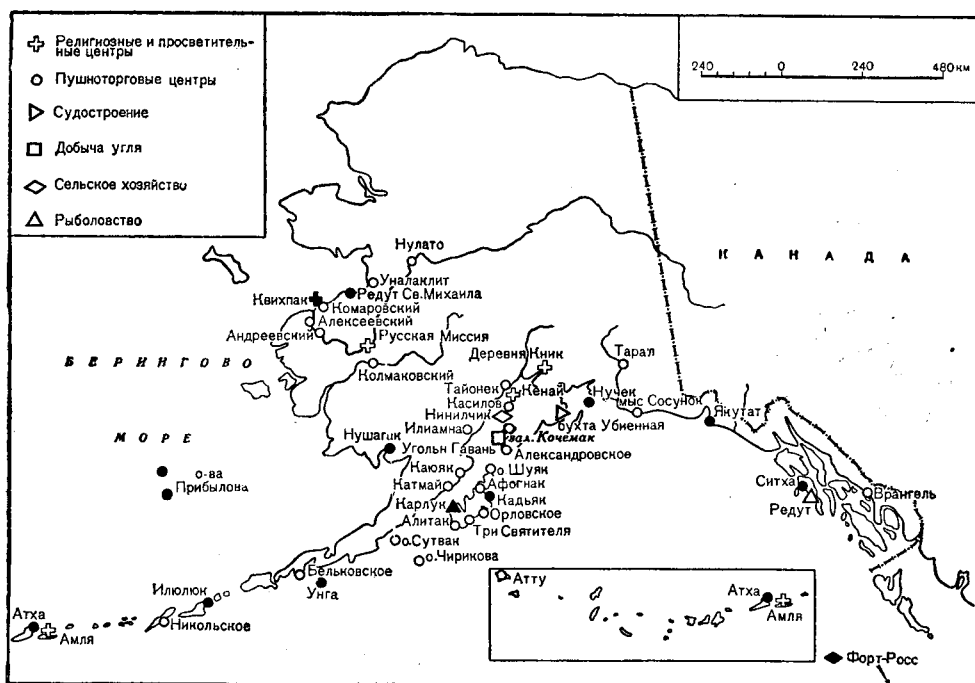 Религиозные и просветитель-
ные центры
Пушноторговые центры
Судостроение
Добыча угля
Сельское хозяйство
Рыболовство
240 0 240 480 км
КАНАДА
Нулато
Уналаклит
Редут Св. Михаила
Квихпак
Комаровский
Алексеевский
Андреевский
Русская Миссия
БЕРИНГОВО
МОРЕ
Колмаковский
Деревня Кник
Тарал
Тайонек
Кенай
Нучек
Касилов
мыс Сосунок
Якутат
Нинилчик
бухта Убиенная
Илиамна
зал. Кочемак
Нушагак
Угольн Гавань
Александровское
о-ва
Прибылова
Каюяк
о Шуяк
Катмай
Афогнак
Ситха
Врангель
Карлук
Кадьяк
Редут
Орловское
Алитак
Три Святителя
о.Сутвак
о.Чирикова
Бельковское
Унга
Илюлюк
Атту
Атха
Амля
Никольское
Атха
Амля
Форт-Росс